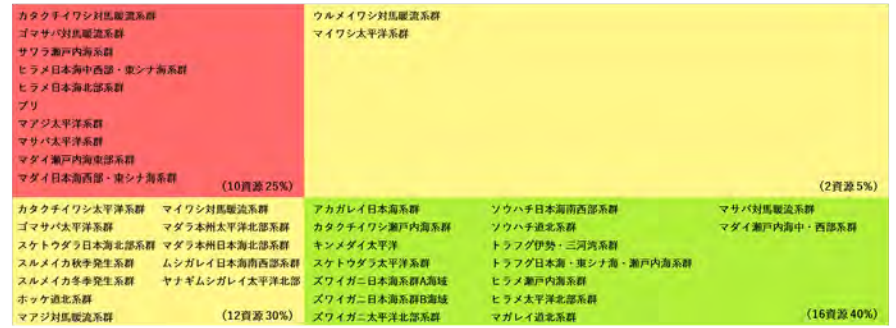 カタクチイワシ対馬暖流系群
ゴマサバ対馬暖流系群
サワラ瀬戸内海系群
ヒラメ日本海中西部・東シナ海系群
ヒラメ日本海北部系群
ブリ
マアジ太平洋系群
マサバ太平洋系群
マダイ瀬戸内海東部系群
マダイ日本海西部・東シナ海系群
(10資源25%)
ウルメイワシ対馬暖流系群
マイワシ太平洋系群
(2資源5%)
カタクチイワシ太平洋系群 マイワシ対馬暖流系群
ゴマサバ太平洋系群 マダラ本州太平洋北部系群
スケトウダラ日本海北部系群 マダラ本州日本海北部系群
スルメイカ秋季発生系群 ムシガレイ日本海南西部系群
スルメイカ冬季発生系群 ヤナギムシガレイ太平洋北部
ホッケ道北系群
マアジ対馬暖流系群 (12資源30%)
アカガレイ日本海系群 ソウハチ日本海南西部系群 マサバ対馬暖流系群
カタクチイワシ瀬戸内海系群 ソウハチ道北系群 マダイ瀬戸内海中・西部系群
キンメダイ太平洋 トラフグ伊勢・三河湾系群
スケトウダラ太平洋系群 トラフグ日本海・東シナ海・瀬戸内海系群
ズワイガニ日本海系群A海域 ヒラメ瀬戸内海系群
ズワイガニ日本海系群B海域 ヒラメ太平洋北部系群
ズワイガニ太平洋北部系群 マガレイ道北系群 (16資源40%)